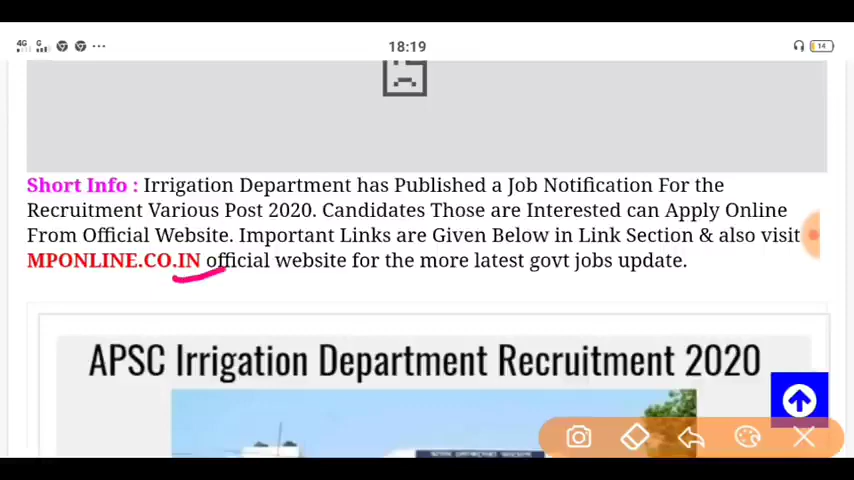 4G G ... 18:19 14
Short Info : Irrigation Department has Published a Job Notification For the
Recruitment Various Post 2020. Candidates Those are Interested can Apply Online
From Official Website. Important Links are Given Below in Link Section & also visit
MPONLINE.CO.IN official website for the more latest govt jobs update.
APSC Irrigation Department Recruitment 2020